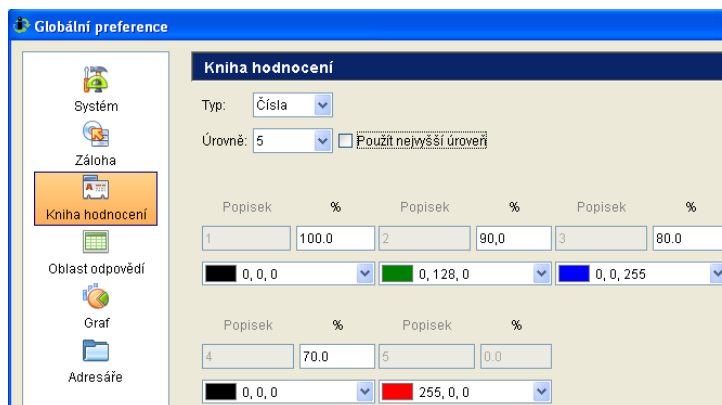 Globální preference
Systém
Záloha
Kniha hodnocení
Oblast odpovědí
Graf
Adresáře
Kniha hodnocení
Typ: Čísla
Úrovně: 5 Použít nejvyšší úroveň
Popisek % Popisek % Popisek %
1 100.0 2 90,0 3 80.0
0, 0, 0 0, 128, 0 0, 0, 255
Popisek % Popisek %
4 70.0 5 0.0
0, 0, 0 255, 0, 0